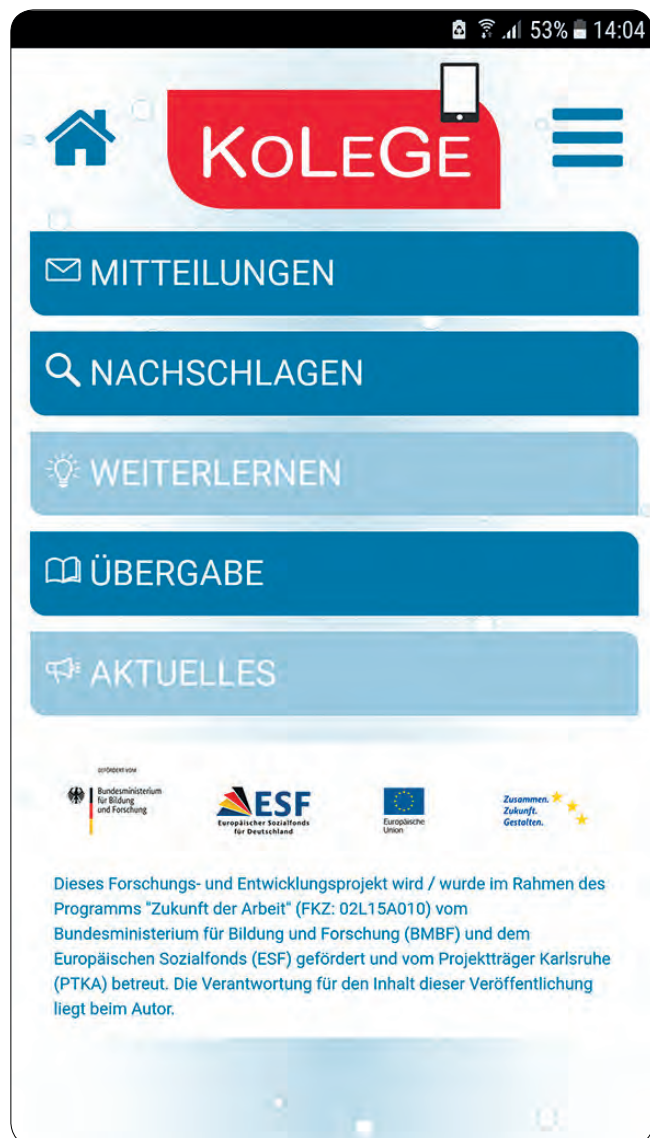 53% 14:04
KOLEGE
MITTEILUNGEN
NACHSCHLAGEN
WEITERLERNEN
ÜBERGABE
AKTUELLES
GEFÖRDERT VOM
Bundesministerium
für Bildung
und Forschung
ESF
Europäischer Sozialfonds
für Deutschland
Europäische
Union
Zusammen.
Zukunft.
Gestalten.
Dieses Forschungs- und Entwicklungsprojekt wird / wurde im Rahmen des
Programms "Zukunft der Arbeit" (FKZ: 02L15A010) vom
Bundesministerium für Bildung und Forschung (BMBF) und dem
Europäischen Sozialfonds (ESF) gefördert und vom Projektträger Karlsruhe
(PTKA) betreut. Die Verantwortung für den Inhalt dieser Veröffentlichung
liegt beim Autor.